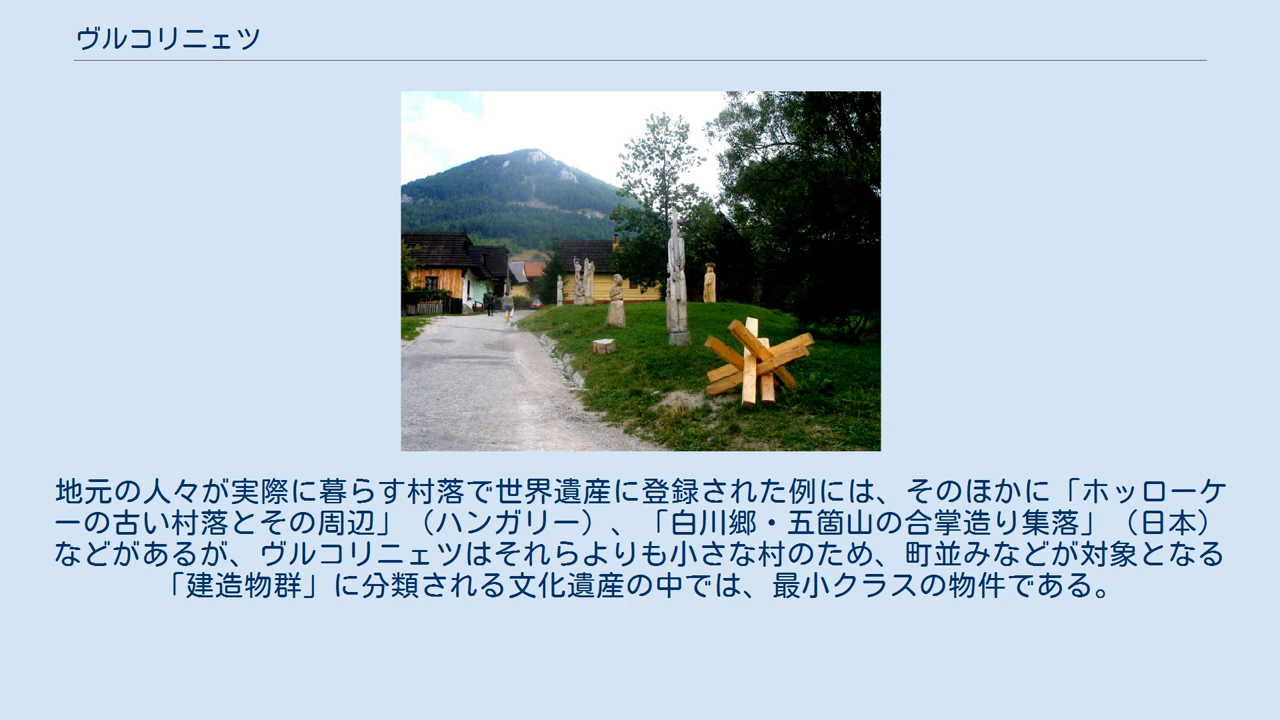 ヴルコリニェツ
地元の人々が実際に暮らす村落で世界遺産に登録された例には、そのほかに「ホッローケ
ーの古い村落とその周辺」（ハンガリー）、「白川郷・五箇山の合掌造り集落」（日本）
などがあるが、ヴルコリニェツはそれらよりも小さな村のため、町並みなどが対象となる
「建造物群」に分類される文化遺産の中では、最小クラスの物件である。